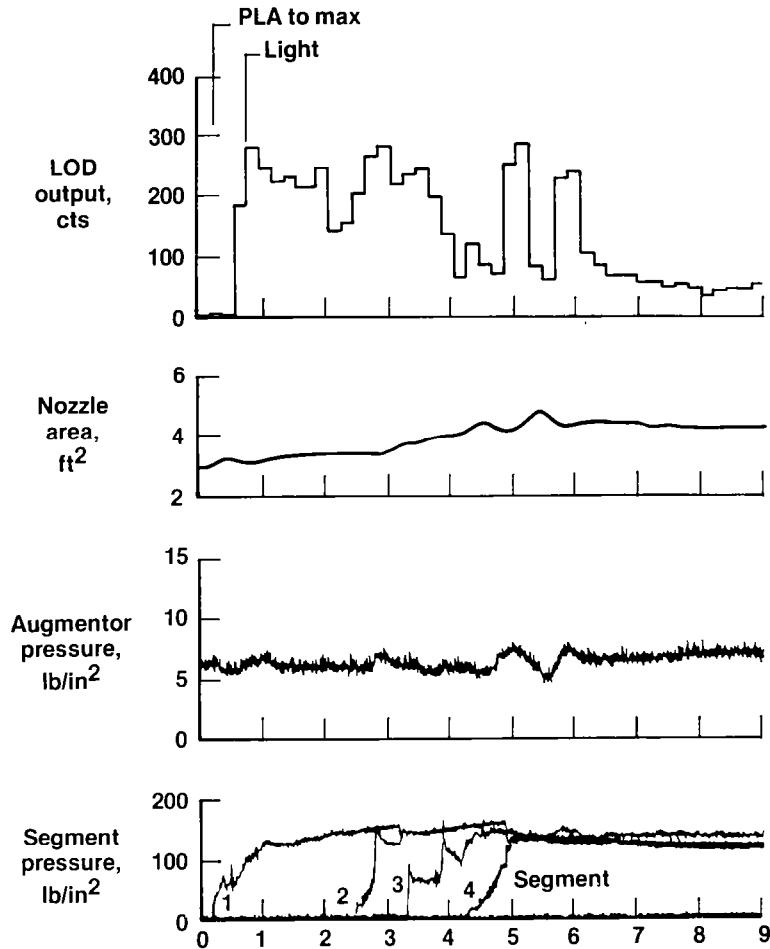 PLA to max
Light
400
300
200
100
0
LOD
output,
cts
6
4
2
Nozzle
area,
ft2
15
10
5
0
Augmentor
pressure,
lb/in2
200
100
0
Segment
pressure,
lb/in2
1
2
3
4
Segment
0 1 2 3 4 5 6 7 8 9